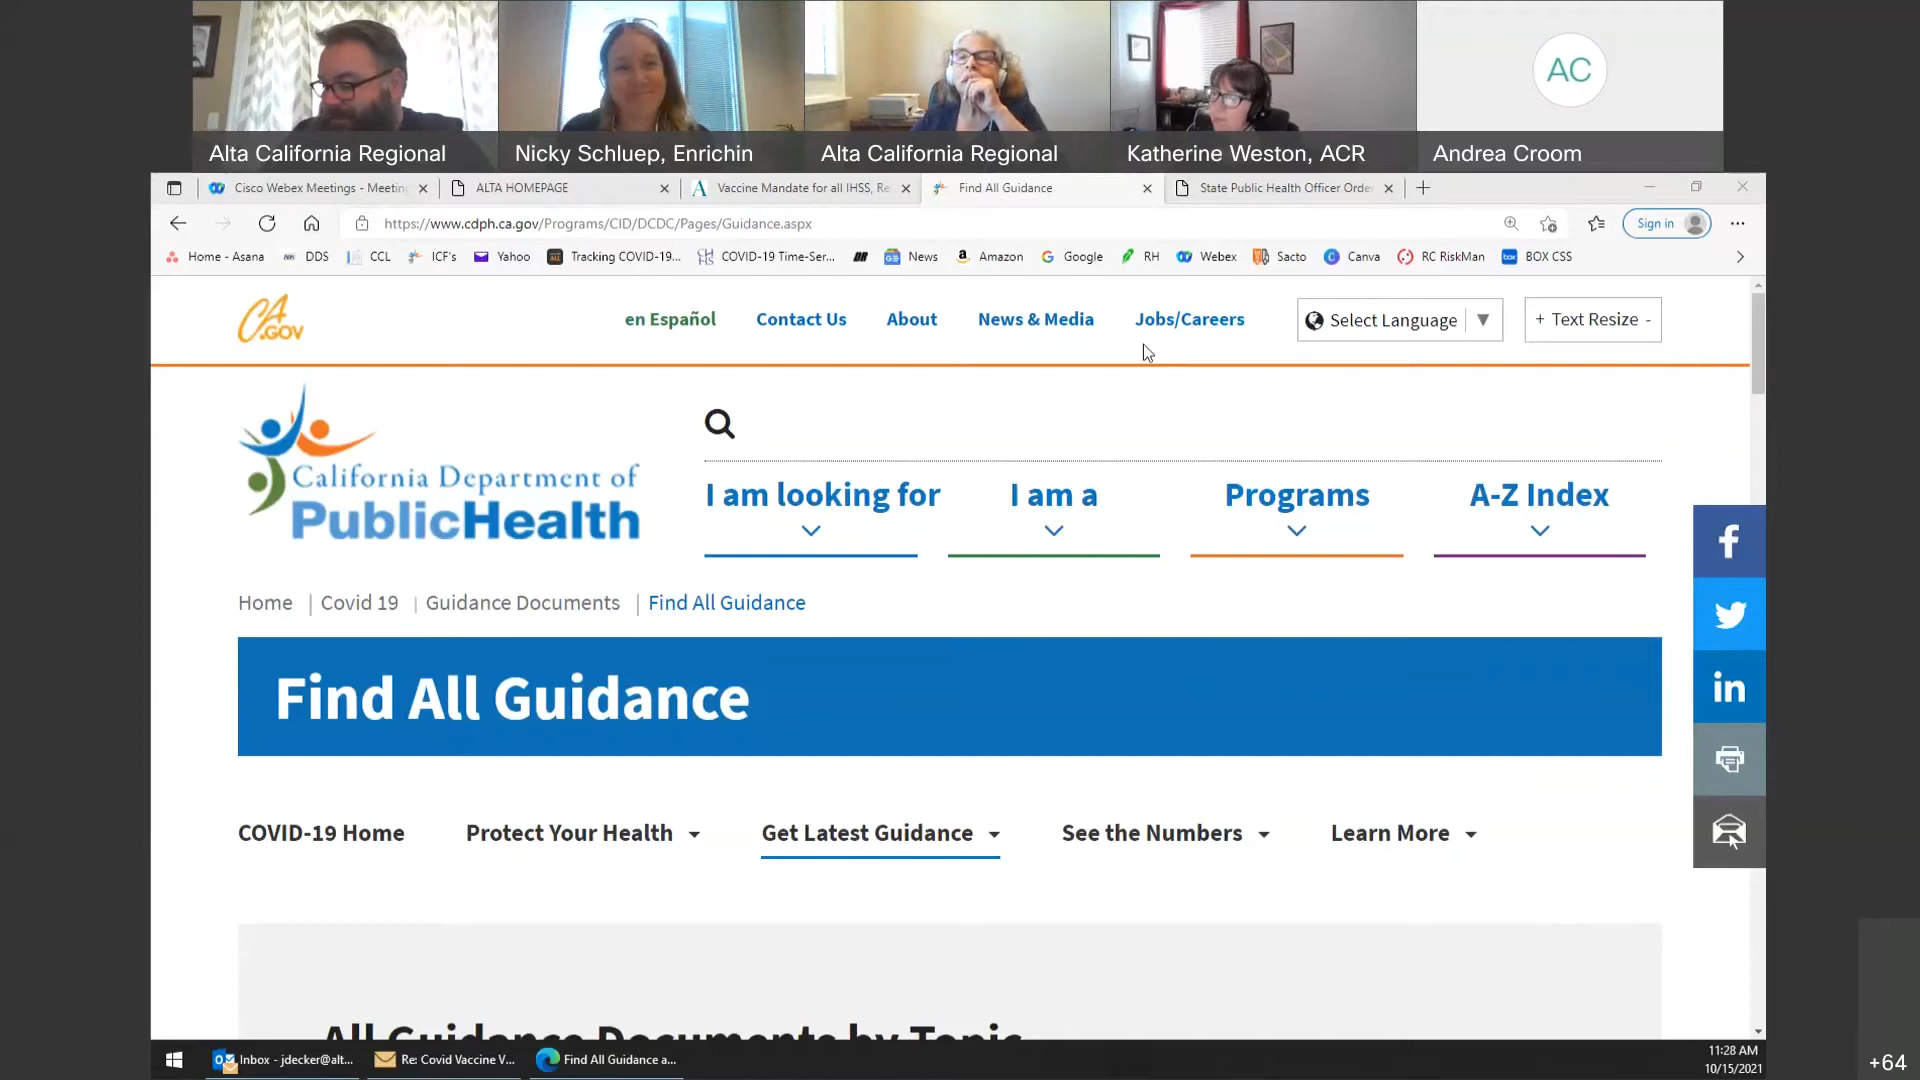 AC
Alta California Regional
Nicky Schluep, Enrichin
Alta California Regional
Katherine Weston, ACR
Andrea Croom
Cisco Webex Meetings - Meeting
ALTA HOMEPAGE
Vaccine Mandate for all IHSS, Re
Find All Guidance
State Public Health Officer Orde
https://www.cdph.ca.gov/Programs/CID/DCDC/Pages/Guidance.aspx
Sign in
Home - Asana
DDS
CCL
ICF's
Yahoo
Tracking COVID-19...
COVID-19 Time-Ser...
News
Amazon
Google
RH
Webex
Sacto
Canva
RC RiskMan
BOX CSS
CA.GOV
en Español
Contact Us
About
News & Media
Jobs/Careers
Select Language
+ Text Resize -
California Department of
PublicHealth
I am looking for
I am a
Programs
A-Z Index
Home | Covid 19 | Guidance Documents | Find All Guidance
Find All Guidance
COVID-19 Home
Protect Your Health
Get Latest Guidance
See the Numbers
Learn More
All Guidance Documents by Topic
Inbox - jdecker@alt...
Re: Covid Vaccine V...
Find All Guidance a...
11:28 AM
10/15/2021
+64